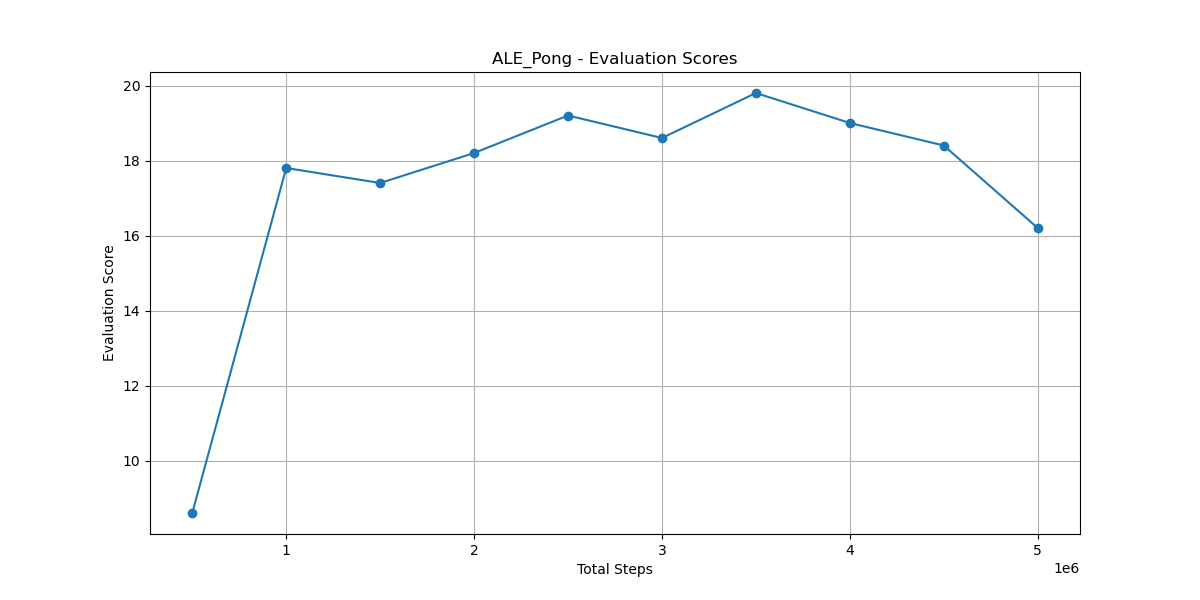 ALE_Pong - Evaluation Scores
20
18
16
14
12
10
Evaluation Score
1 2 3 4 5
1e6
Total Steps